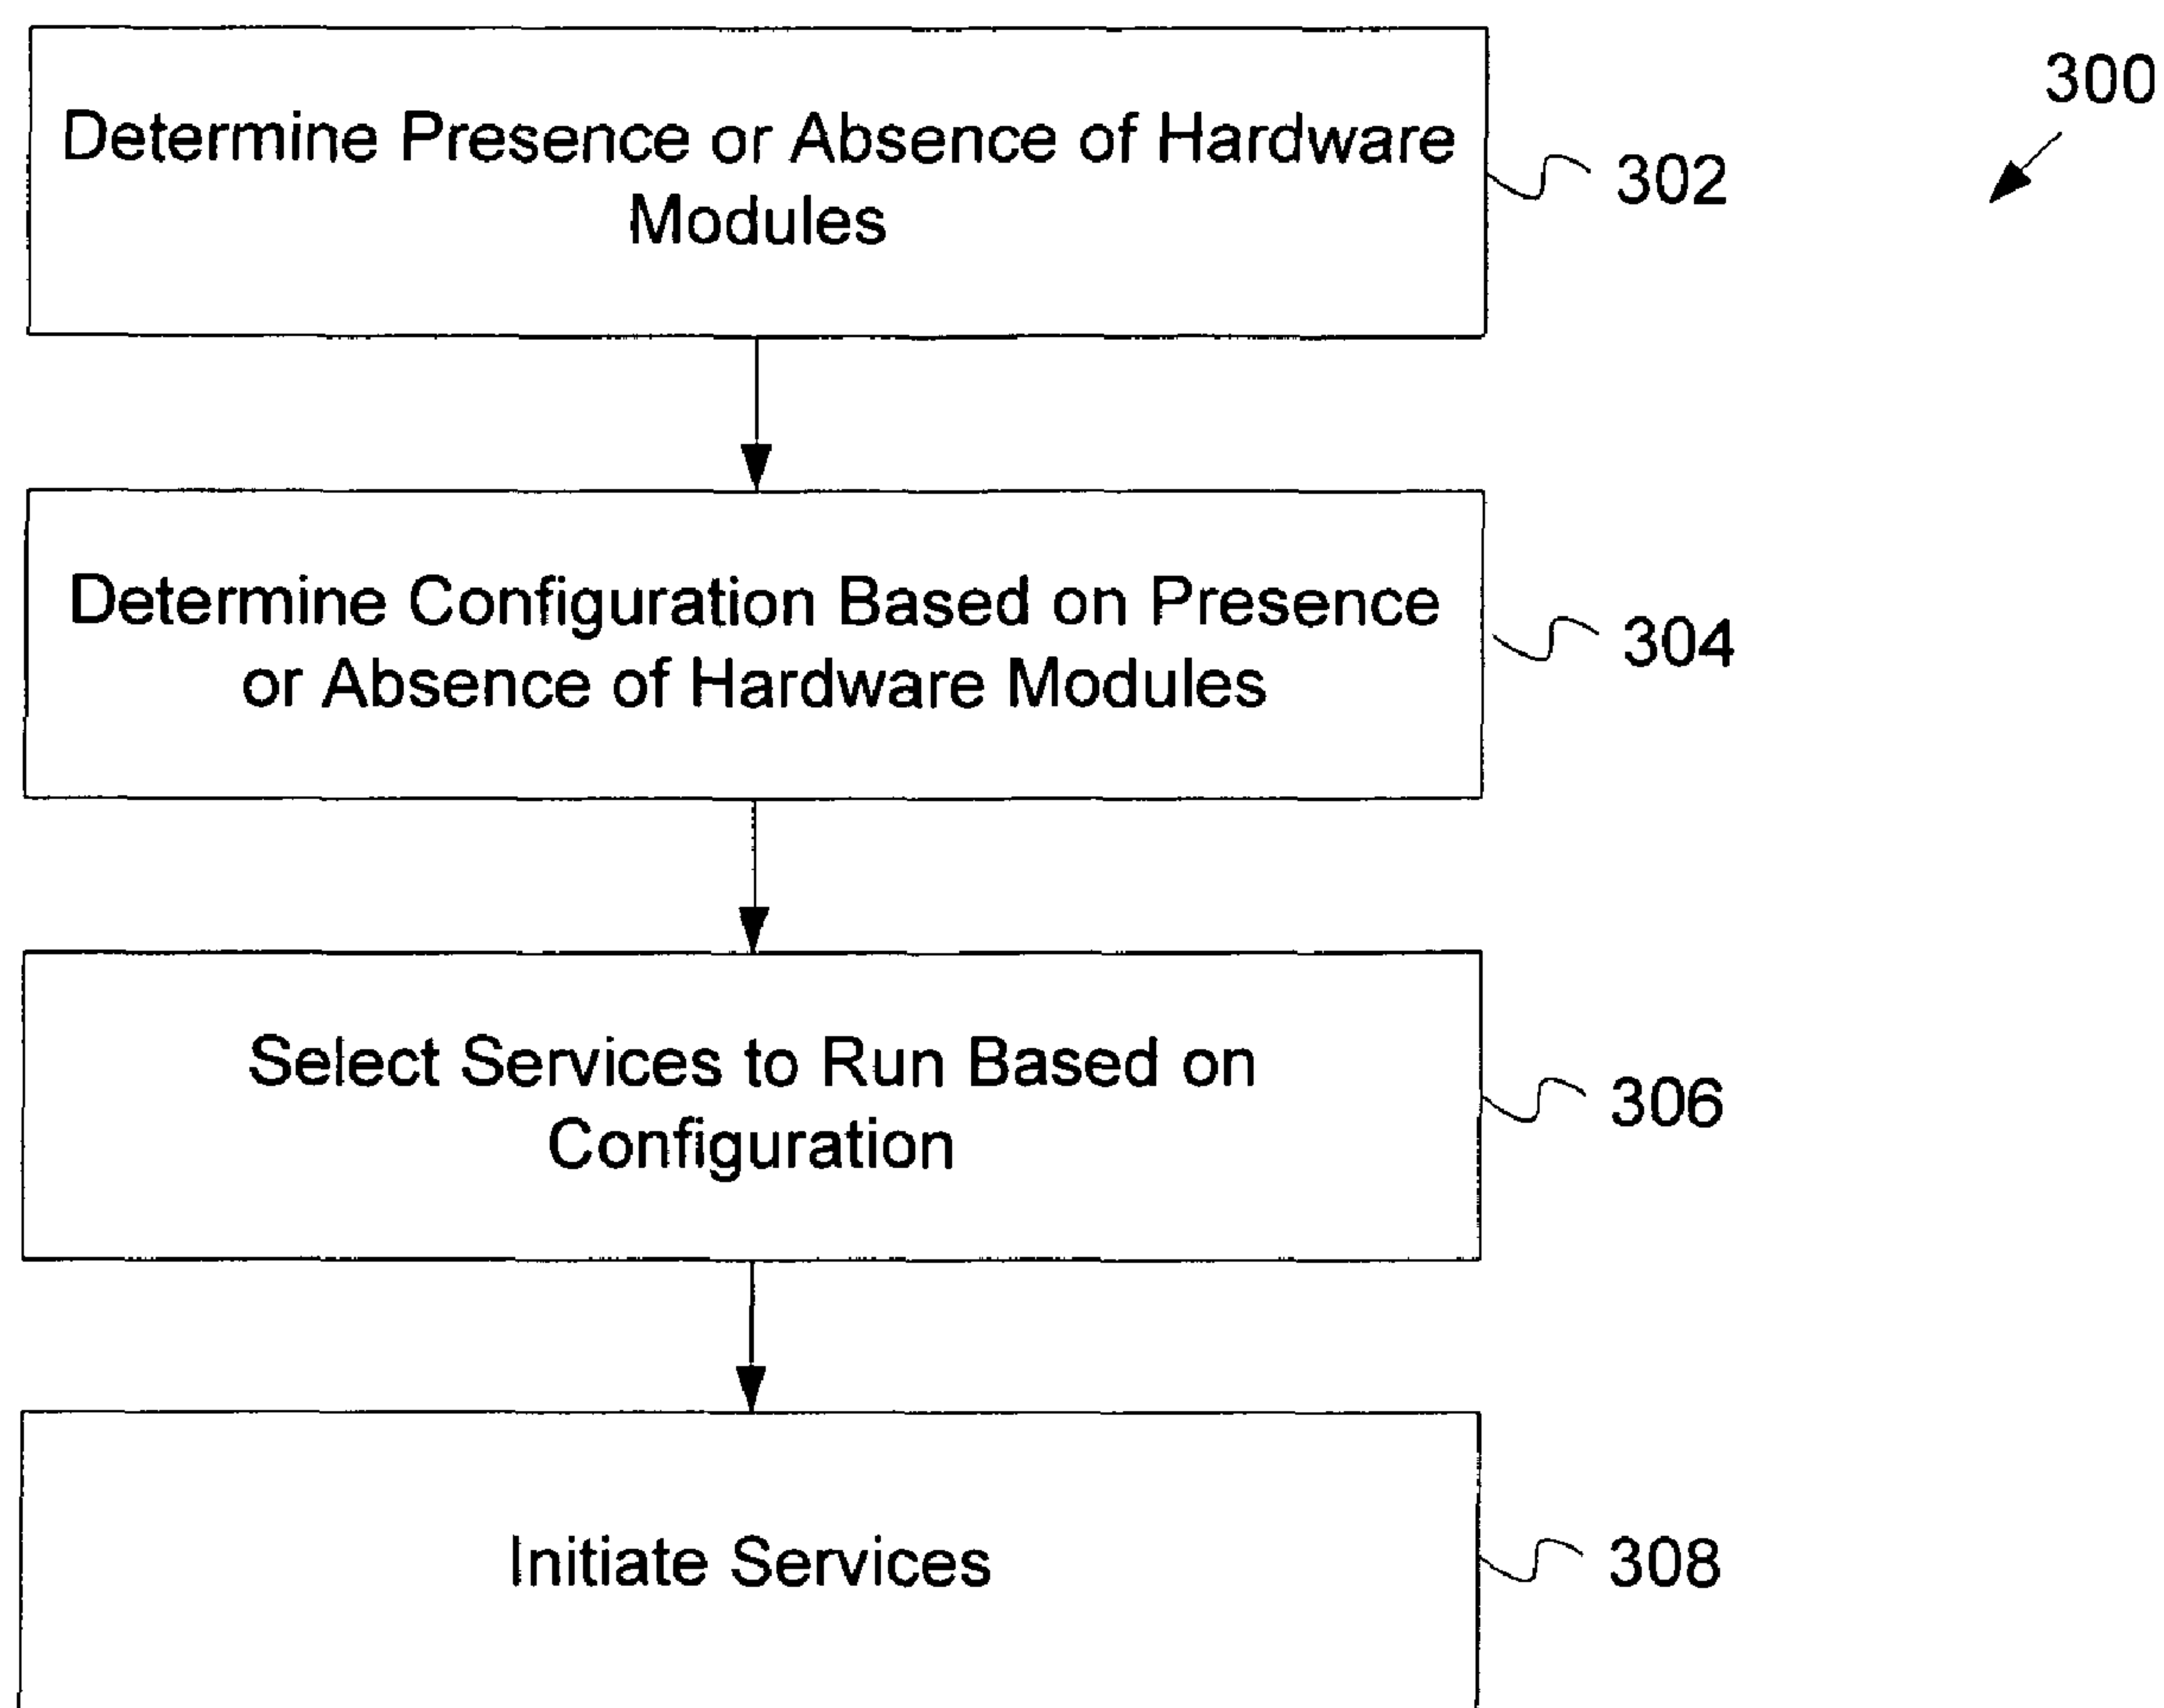 300
Determine Presence or Absence of Hardware
Modules
302
Determine Configuration Based on Presence
or Absence of Hardware Modules
304
Select Services to Run Based on
Configuration
306
Initiate Services
308